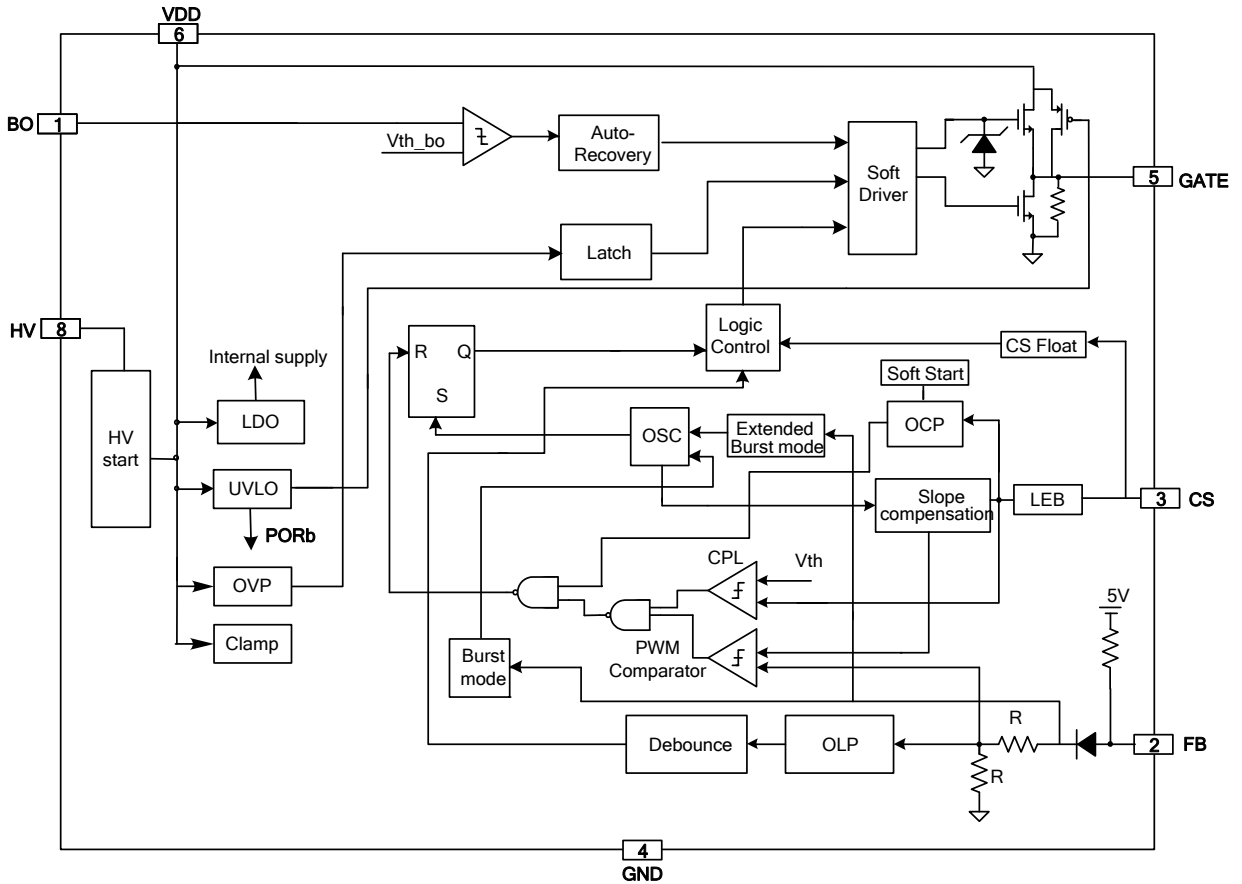 VDD
6
BO
1
Vth_bo
Auto-
Recovery
Soft
Driver
5
GATE
Latch
HV
8
Internal supply
R
Q
S
Logic
Control
CS Float
Soft Start
HV
start
LDO
OSC
Extended
Burst mode
OCP
UVLO
PORb
Slope
compensation
LEB
3
CS
OVP
CPL
Vth
5V
Clamp
Burst
mode
PWM
Comparator
R
Debounce
OLP
2
FB
R
4
GND